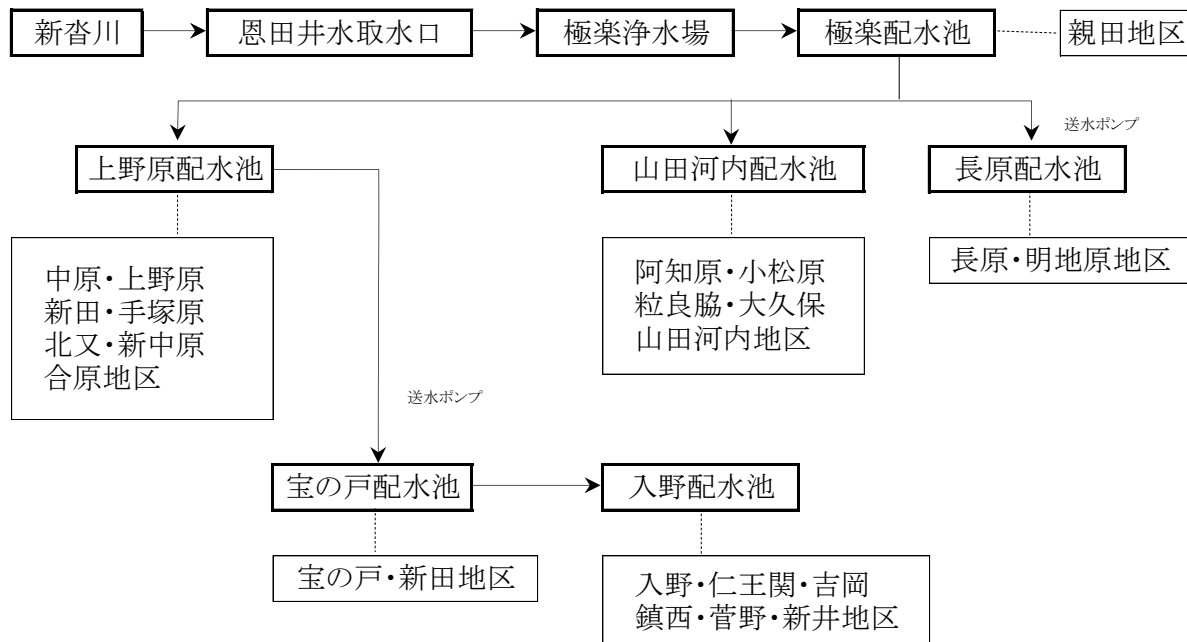 新沓川
恩田井水取水口
極楽浄水場
極楽配水池
親田地区
送水ポンプ
上野原配水池
山田河内配水池
長原配水池
中原・上野原
新田・手塚原
北又・新中原
合原地区
阿知原・小松原
粒良脇・大久保
山田河内地区
長原・明地原地区
送水ポンプ
宝の戸配水池
入野配水池
宝の戸・新田地区
入野・仁王関・吉岡
鎮西・菅野・新井地区